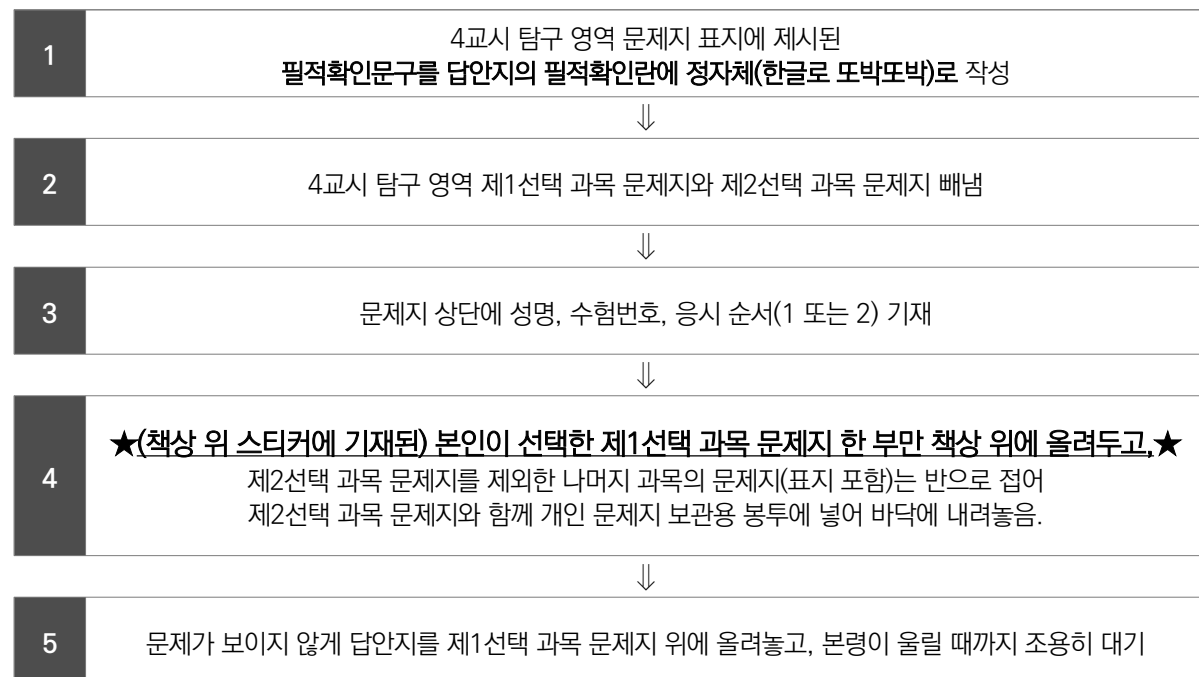 1
4교시 탐구 영역 문제지 표지에 제시된
필적확인문구를 답안지의 필적확인란에 정자체(한글로 또박또박)로 작성
⇓
2
4교시 탐구 영역 제1선택 과목 문제지와 제2선택 과목 문제지 빼냄
⇓
3
문제지 상단에 성명, 수험번호, 응시 순서(1 또는 2) 기재
⇓
4
★(책상 위 스티커에 기재된) 본인이 선택한 제1선택 과목 문제지 한 부만 책상 위에 올려두고,★
제2선택 과목 문제지를 제외한 나머지 과목의 문제지(표지 포함)는 반으로 접어
제2선택 과목 문제지와 함께 개인 문제지 보관용 봉투에 넣어 바닥에 내려놓음.
⇓
5
문제가 보이지 않게 답안지를 제1선택 과목 문제지 위에 올려놓고, 본령이 울릴 때까지 조용히 대기